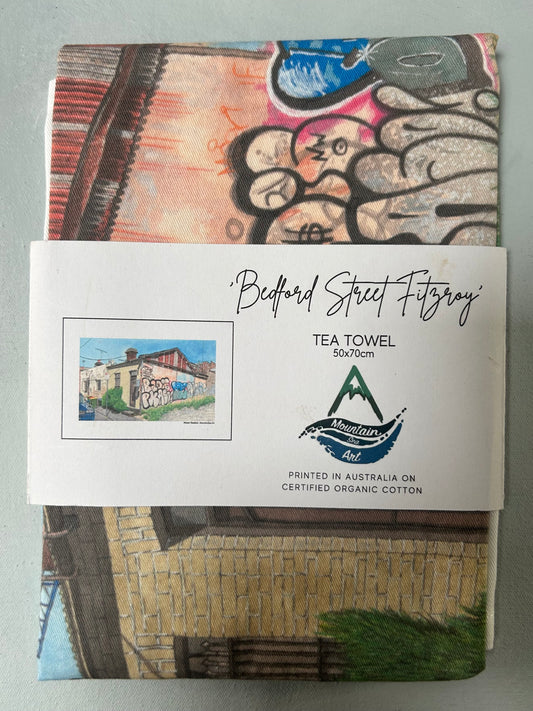 'Bedford Street Fitzroy'
TEA TOWEL
50x70cm
Mountain
Sea
Art
PRINTED IN AUSTRALIA ON
CERTIFIED ORGANIC COTTON